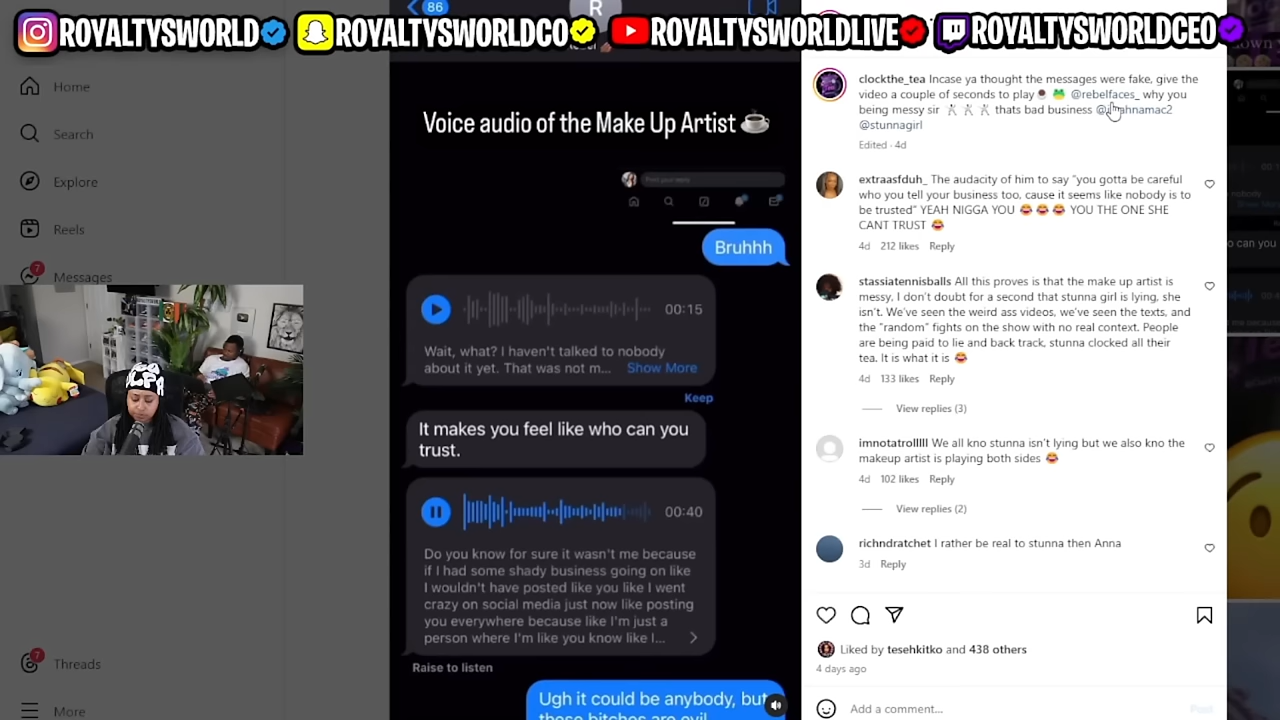 ROYALTYSWORLD
ROYALTYSWORLDCO
ROYALTYSWORLDLIVE
ROYALTYSWORLDCEO
86
R
Home
Search
Explore
Reels
7
Messages
7
Threads
More
Voice audio of the Make Up Artist ☕
Bruhhh
00:15
Wait, what? I haven't talked to nobody
about it yet. That was not m... Show More
Keep
It makes you feel like who can you
trust.
00:40
Do you know for sure it wasn't me because
if I had some shady business going on like
I wouldn't have posted like you like I went
crazy on social media just now like posting
you everywhere because like I'm just a
person where I'm like you know like I...
Raise to listen
Ugh it could be anybody, but
those bitches are evil
clockthe_tea Incase ya thought the messages were fake, give the
video a couple of seconds to play @rebelfaces_ why you
being messy sir thats bad business
@stunnagirl
Edited · 4d
extraasfduh_ The audacity of him to say "you gotta be careful
who you tell your business too, cause it seems like nobody is to
be trusted" YEAH NIGGA YOU 😂😂😂 YOU THE ONE SHE
CANT TRUST 😂
4d 212 likes Reply
stassiatennisballs All this proves is that the make up artist is
messy, I don't doubt for a second that stunna girl is lying, she
isn't. We've seen the weird ass videos, we've seen the texts, and
the "random" fights on the show with no real context. People
are being paid to lie and back track, stunna clocked all their
tea. It is what it is 😂
4d 133 likes Reply
View replies (3)
imnotatrolllll We all kno stunna isn't lying but we also kno the
makeup artist is playing both sides 😂
4d 102 likes Reply
View replies (2)
richndratchet I rather be real to stunna then Anna
3d Reply
Liked by tesehkitko and 438 others
4 days ago
Add a comment...
Post